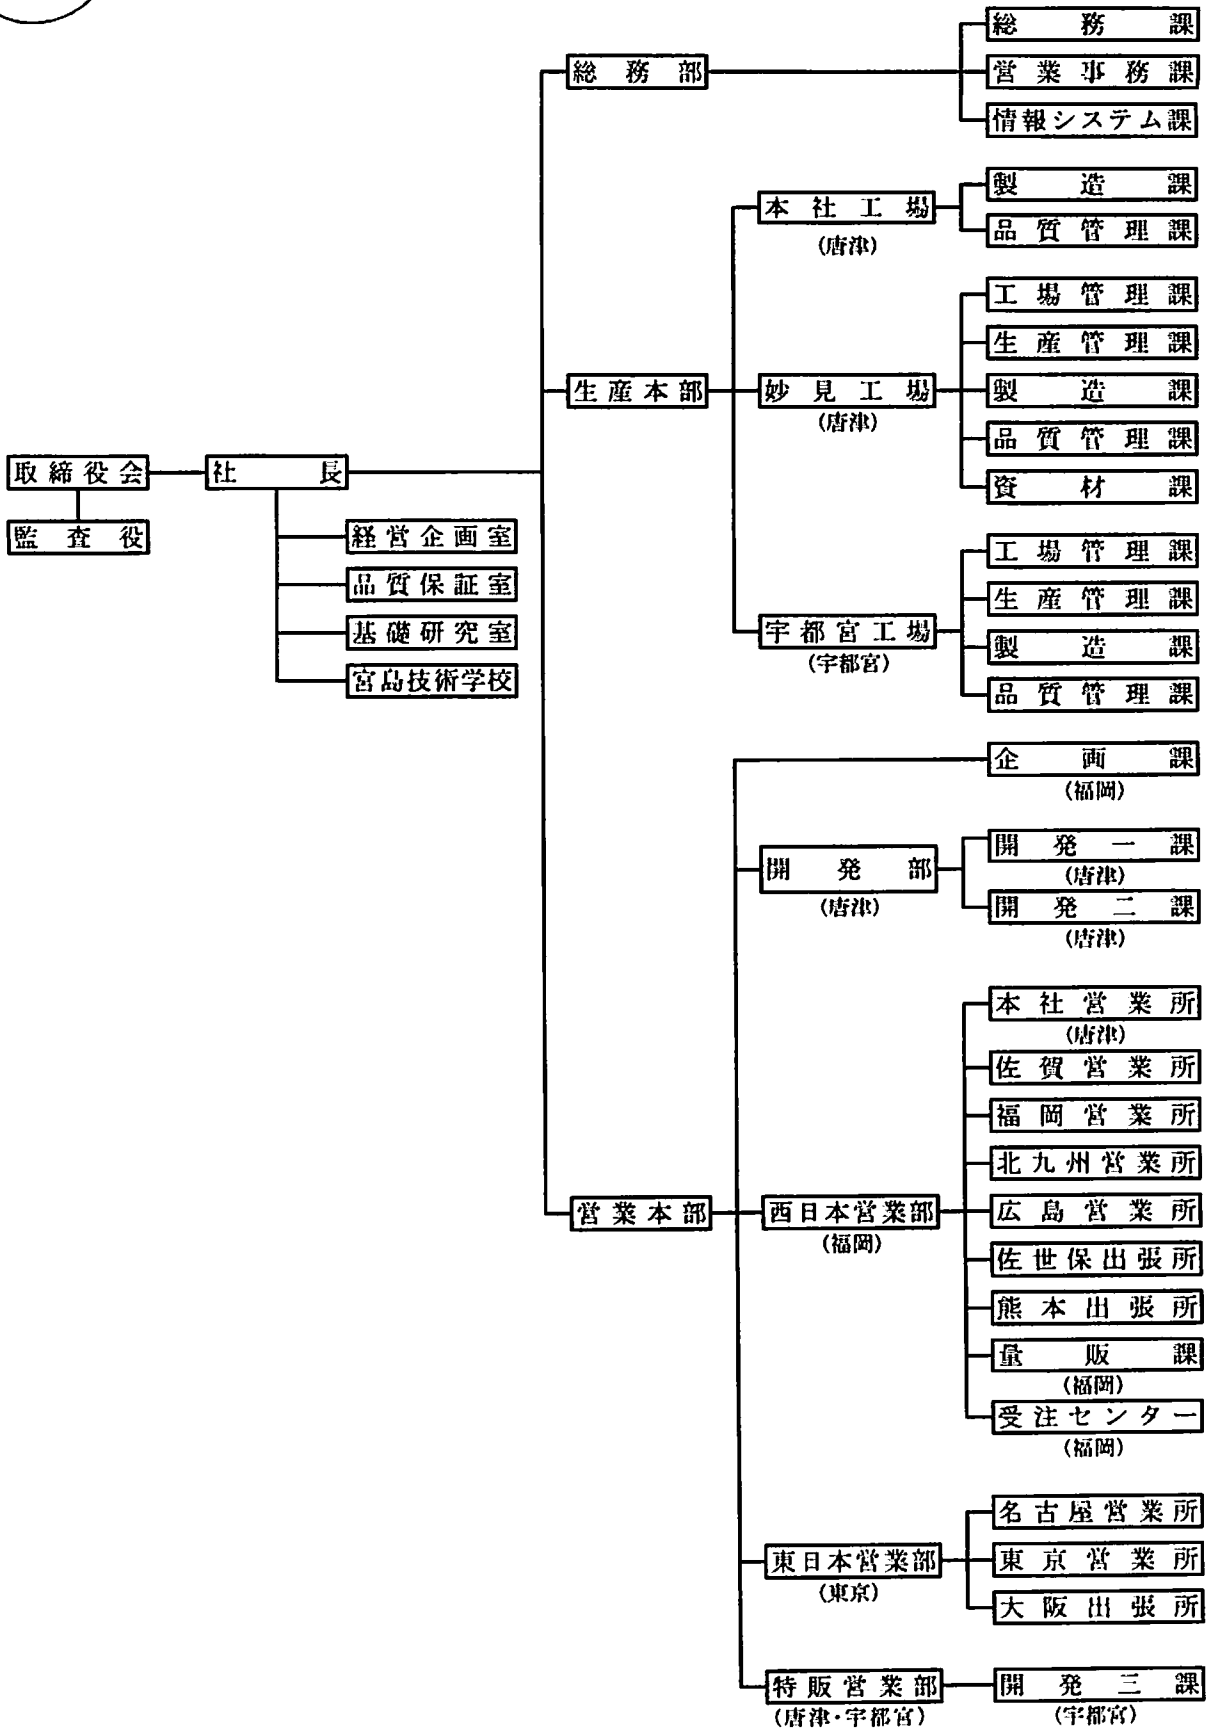 総務課
総務部
営業事務課
情報システム課
製造課
本社工場
(唐津)
品質管理課
工場管理課
生産管理課
生産本部
妙見工場
(唐津)
製造課
品質管理課
資材課
取締役会
社長
監査役
経営企画室
品質保証室
基礎研究室
宮島技術学校
工場管理課
生産管理課
宇都宮工場
(宇都宮)
製造課
品質管理課
企画課
(福岡)
開発部
(唐津)
開発一課
(唐津)
開発二課
(唐津)
本社営業所
(唐津)
佐賀営業所
福岡営業所
北九州営業所
営業本部
西日本営業部
(福岡)
広島営業所
佐世保出張所
熊本出張所
量販課
(福岡)
受注センター
(福岡)
名古屋営業所
東日本営業部
(東京)
東京営業所
大阪出張所
特販営業部
(唐津・宇都宮)
開発三課
(宇都宮)